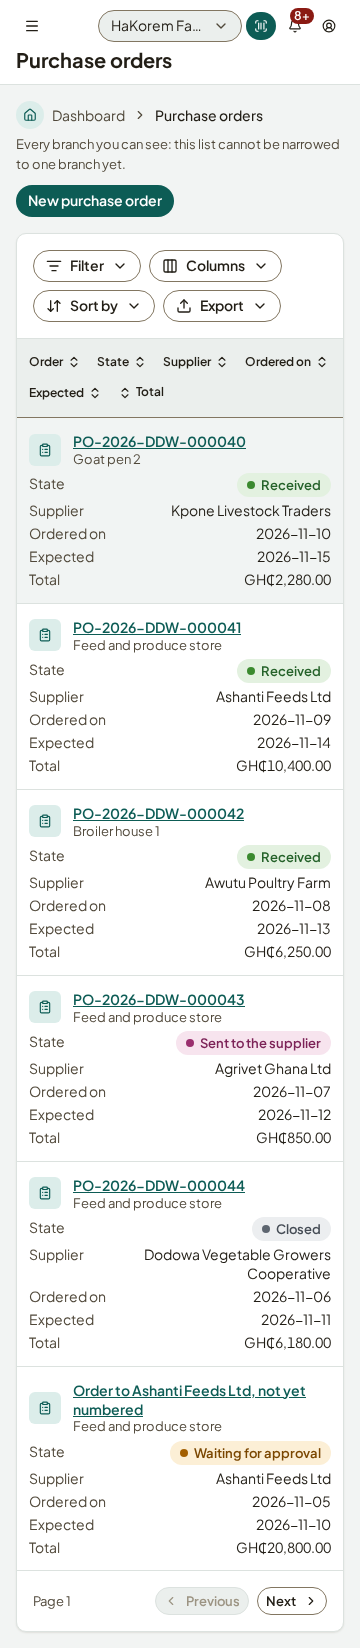 HaKorem Fa...
8+
Purchase orders
Dashboard > Purchase orders
Every branch you can see: this list cannot be narrowed
to one branch yet.
New purchase order
Filter Columns
Sort by Export
Order State Supplier Ordered on
Expected Total
PO-2026-DDW-000040
Goat pen 2
State Received
Supplier Kpone Livestock Traders
Ordered on 2026-11-10
Expected 2026-11-15
Total GH₵2,280.00
PO-2026-DDW-000041
Feed and produce store
State Received
Supplier Ashanti Feeds Ltd
Ordered on 2026-11-09
Expected 2026-11-14
Total GH₵10,400.00
PO-2026-DDW-000042
Broiler house 1
State Received
Supplier Awutu Poultry Farm
Ordered on 2026-11-08
Expected 2026-11-13
Total GH₵6,250.00
PO-2026-DDW-000043
Feed and produce store
State Sent to the supplier
Supplier Agrivet Ghana Ltd
Ordered on 2026-11-07
Expected 2026-11-12
Total GH₵850.00
PO-2026-DDW-000044
Feed and produce store
State Closed
Supplier Dodowa Vegetable Growers
Cooperative
Ordered on 2026-11-06
Expected 2026-11-11
Total GH₵6,180.00
Order to Ashanti Feeds Ltd, not yet
numbered
Feed and produce store
State Waiting for approval
Supplier Ashanti Feeds Ltd
Ordered on 2026-11-05
Expected 2026-11-10
Total GH₵20,800.00
Page 1 Previous Next